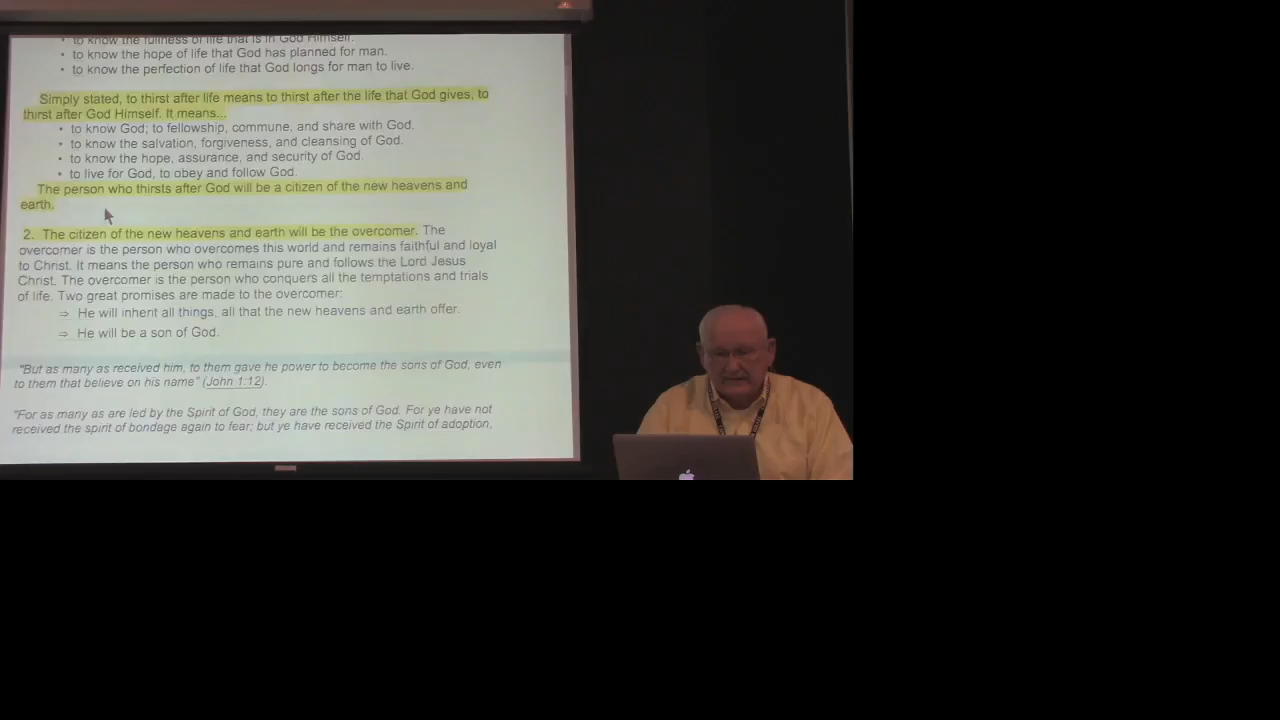 to know the fullness of life that is in God Himself.
• to know the hope of life that God has planned for man.
• to know the perfection of life that God longs for man to live.
Simply stated, to thirst after life means to thirst after the life that God gives, to
thirst after God Himself. It means...
• to know God; to fellowship, commune, and share with God.
• to know the salvation, forgiveness, and cleansing of God.
• to know the hope, assurance, and security of God.
• to live for God, to obey and follow God.
The person who thirsts after God will be a citizen of the new heavens and
earth.
2. The citizen of the new heavens and earth will be the overcomer. The
overcomer is the person who overcomes this world and remains faithful and loyal
to Christ. It means the person who remains pure and follows the Lord Jesus
Christ. The overcomer is the person who conquers all the temptations and trials
of life. Two great promises are made to the overcomer:
⇒ He will inherit all things, all that the new heavens and earth offer.
⇒ He will be a son of God.
"But as many as received him, to them gave he power to become the sons of God, even
to them that believe on his name" (John 1:12).
"For as many as are led by the Spirit of God, they are the sons of God. For ye have not
received the spirit of bondage again to fear; but ye have received the Spirit of adoption,